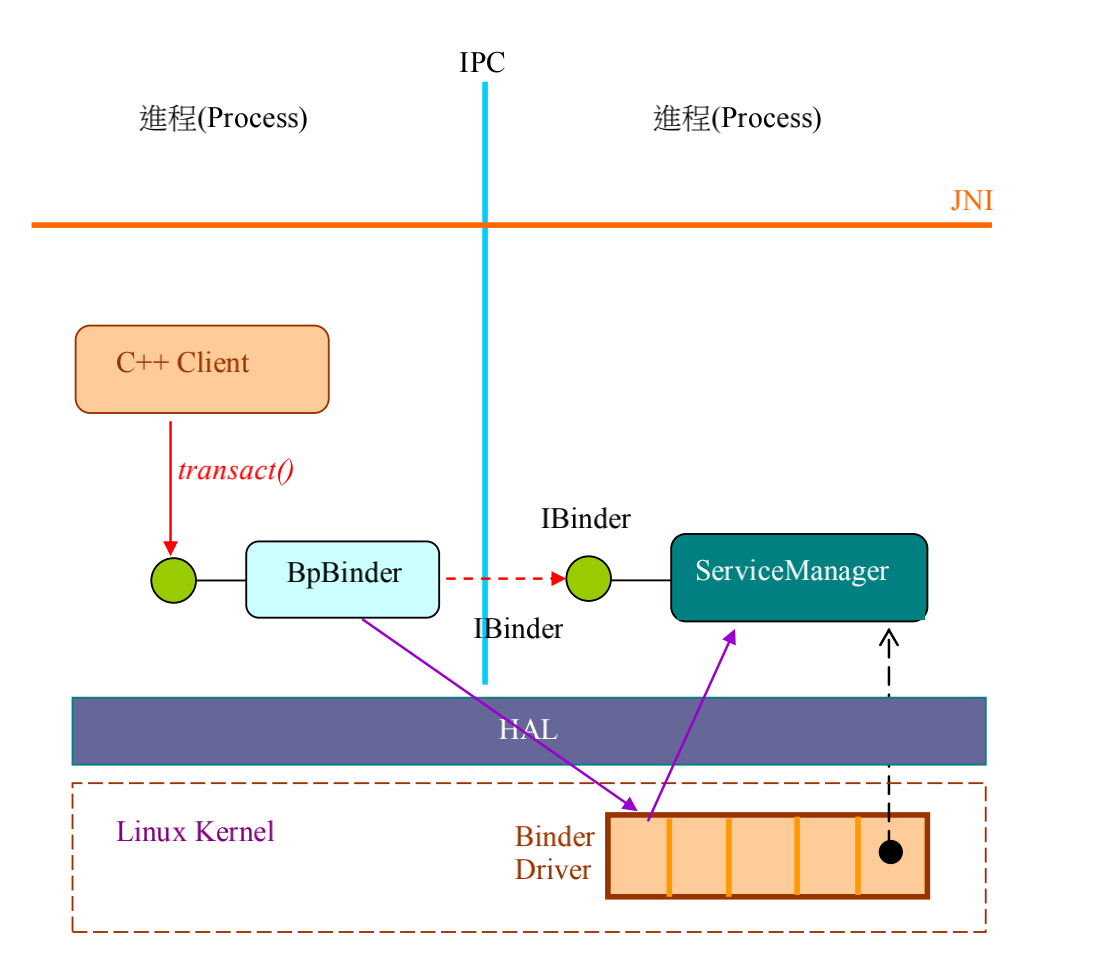 IPC
進程(Process)
進程(Process)
JNI
C++ Client
transact()
IBinder
BpBinder
ServiceManager
IBinder
HAL
Linux Kernel
Binder
Driver